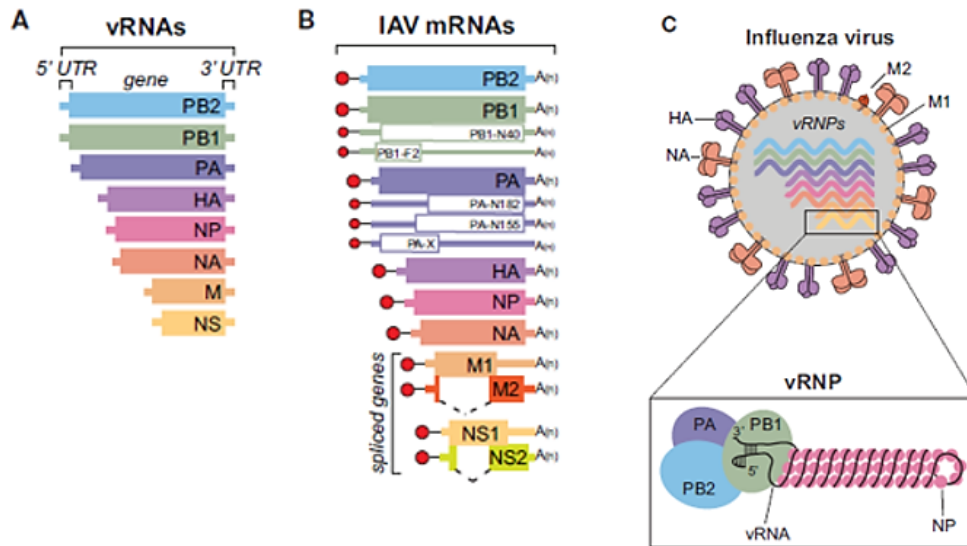 A
vRNAs
5' UTR
gene
3' UTR
PB2
PB1
PA
HA
NP
NA
M
NS
B
IAV mRNAs
PB2 A(n)
PB1 A(n)
PB1-N40 A(n)
PB1-F2 A(n)
PA A(n)
PA-N182 A(n)
PA-N155 A(n)
PA-X A(n)
HA A(n)
NP A(n)
NA A(n)
spliced genes
M1 A(n)
M2 A(n)
NS1 A(n)
NS2 A(n)
C
Influenza virus
M2
M1
HA
NA
vRNPs
vRNP
PA
3' PB1
5'
PB2
vRNA
NP